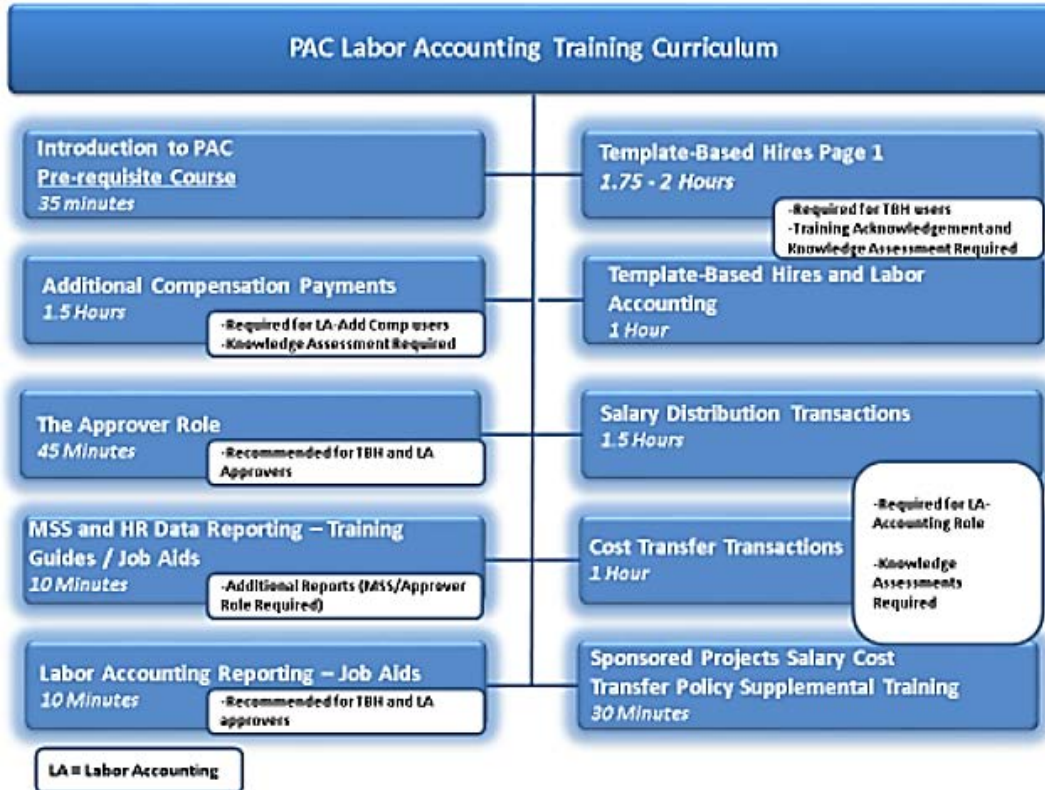 PAC Labor Accounting Training Curriculum
Introduction to PAC
Pre-requisite Course
35 minutes
Template-Based Hires Page 1
1.75 - 2 Hours
-Required for TBH users
-Training Acknowledgement and
Knowledge Assessment Required
Additional Compensation Payments
1.5 Hours
-Required for LA-Add Comp users
-Knowledge Assessment Required
Template-Based Hires and Labor
Accounting
1 Hour
The Approver Role
45 Minutes
-Recommended for TBH and LA
Approvers
Salary Distribution Transactions
1.5 Hours
-Required for LA-
Accounting Role
-Knowledge
Assessments
Required
MSS and HR Data Reporting – Training
Guides / Job Aids
10 Minutes
-Additional Reports (MSS/Approver
Role Required)
Cost Transfer Transactions
1 Hour
Labor Accounting Reporting – Job Aids
10 Minutes
-Recommended for TBH and LA
approvers
Sponsored Projects Salary Cost
Transfer Policy Supplemental Training
30 Minutes
LA = Labor Accounting